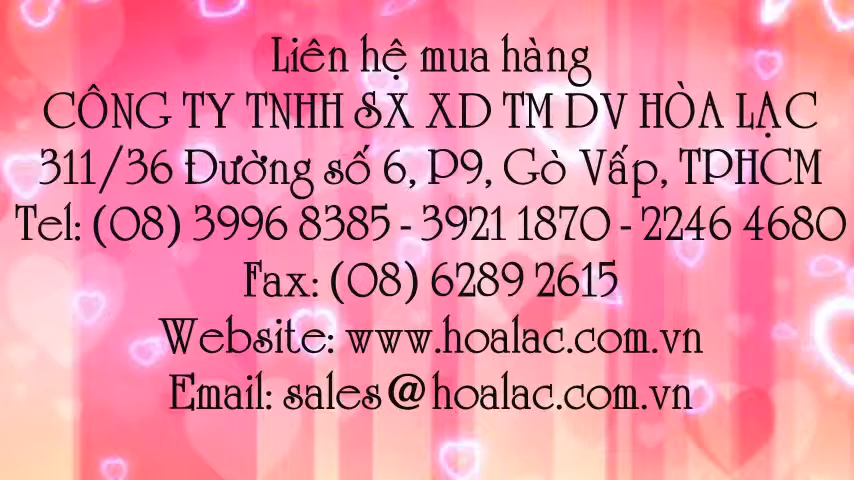 Liên hệ mua hàng
CÔNG TY TNHH SX XD TM DV HÒA LẠC
311/36 Đường số 6, P9, Gò Vấp, TPHCM
Tel: (08) 3996 8385 - 3921 1870 - 2246 4680
Fax: (08) 6289 2615
Website: www.hoalac.com.vn
Email: sales@hoalac.com.vn